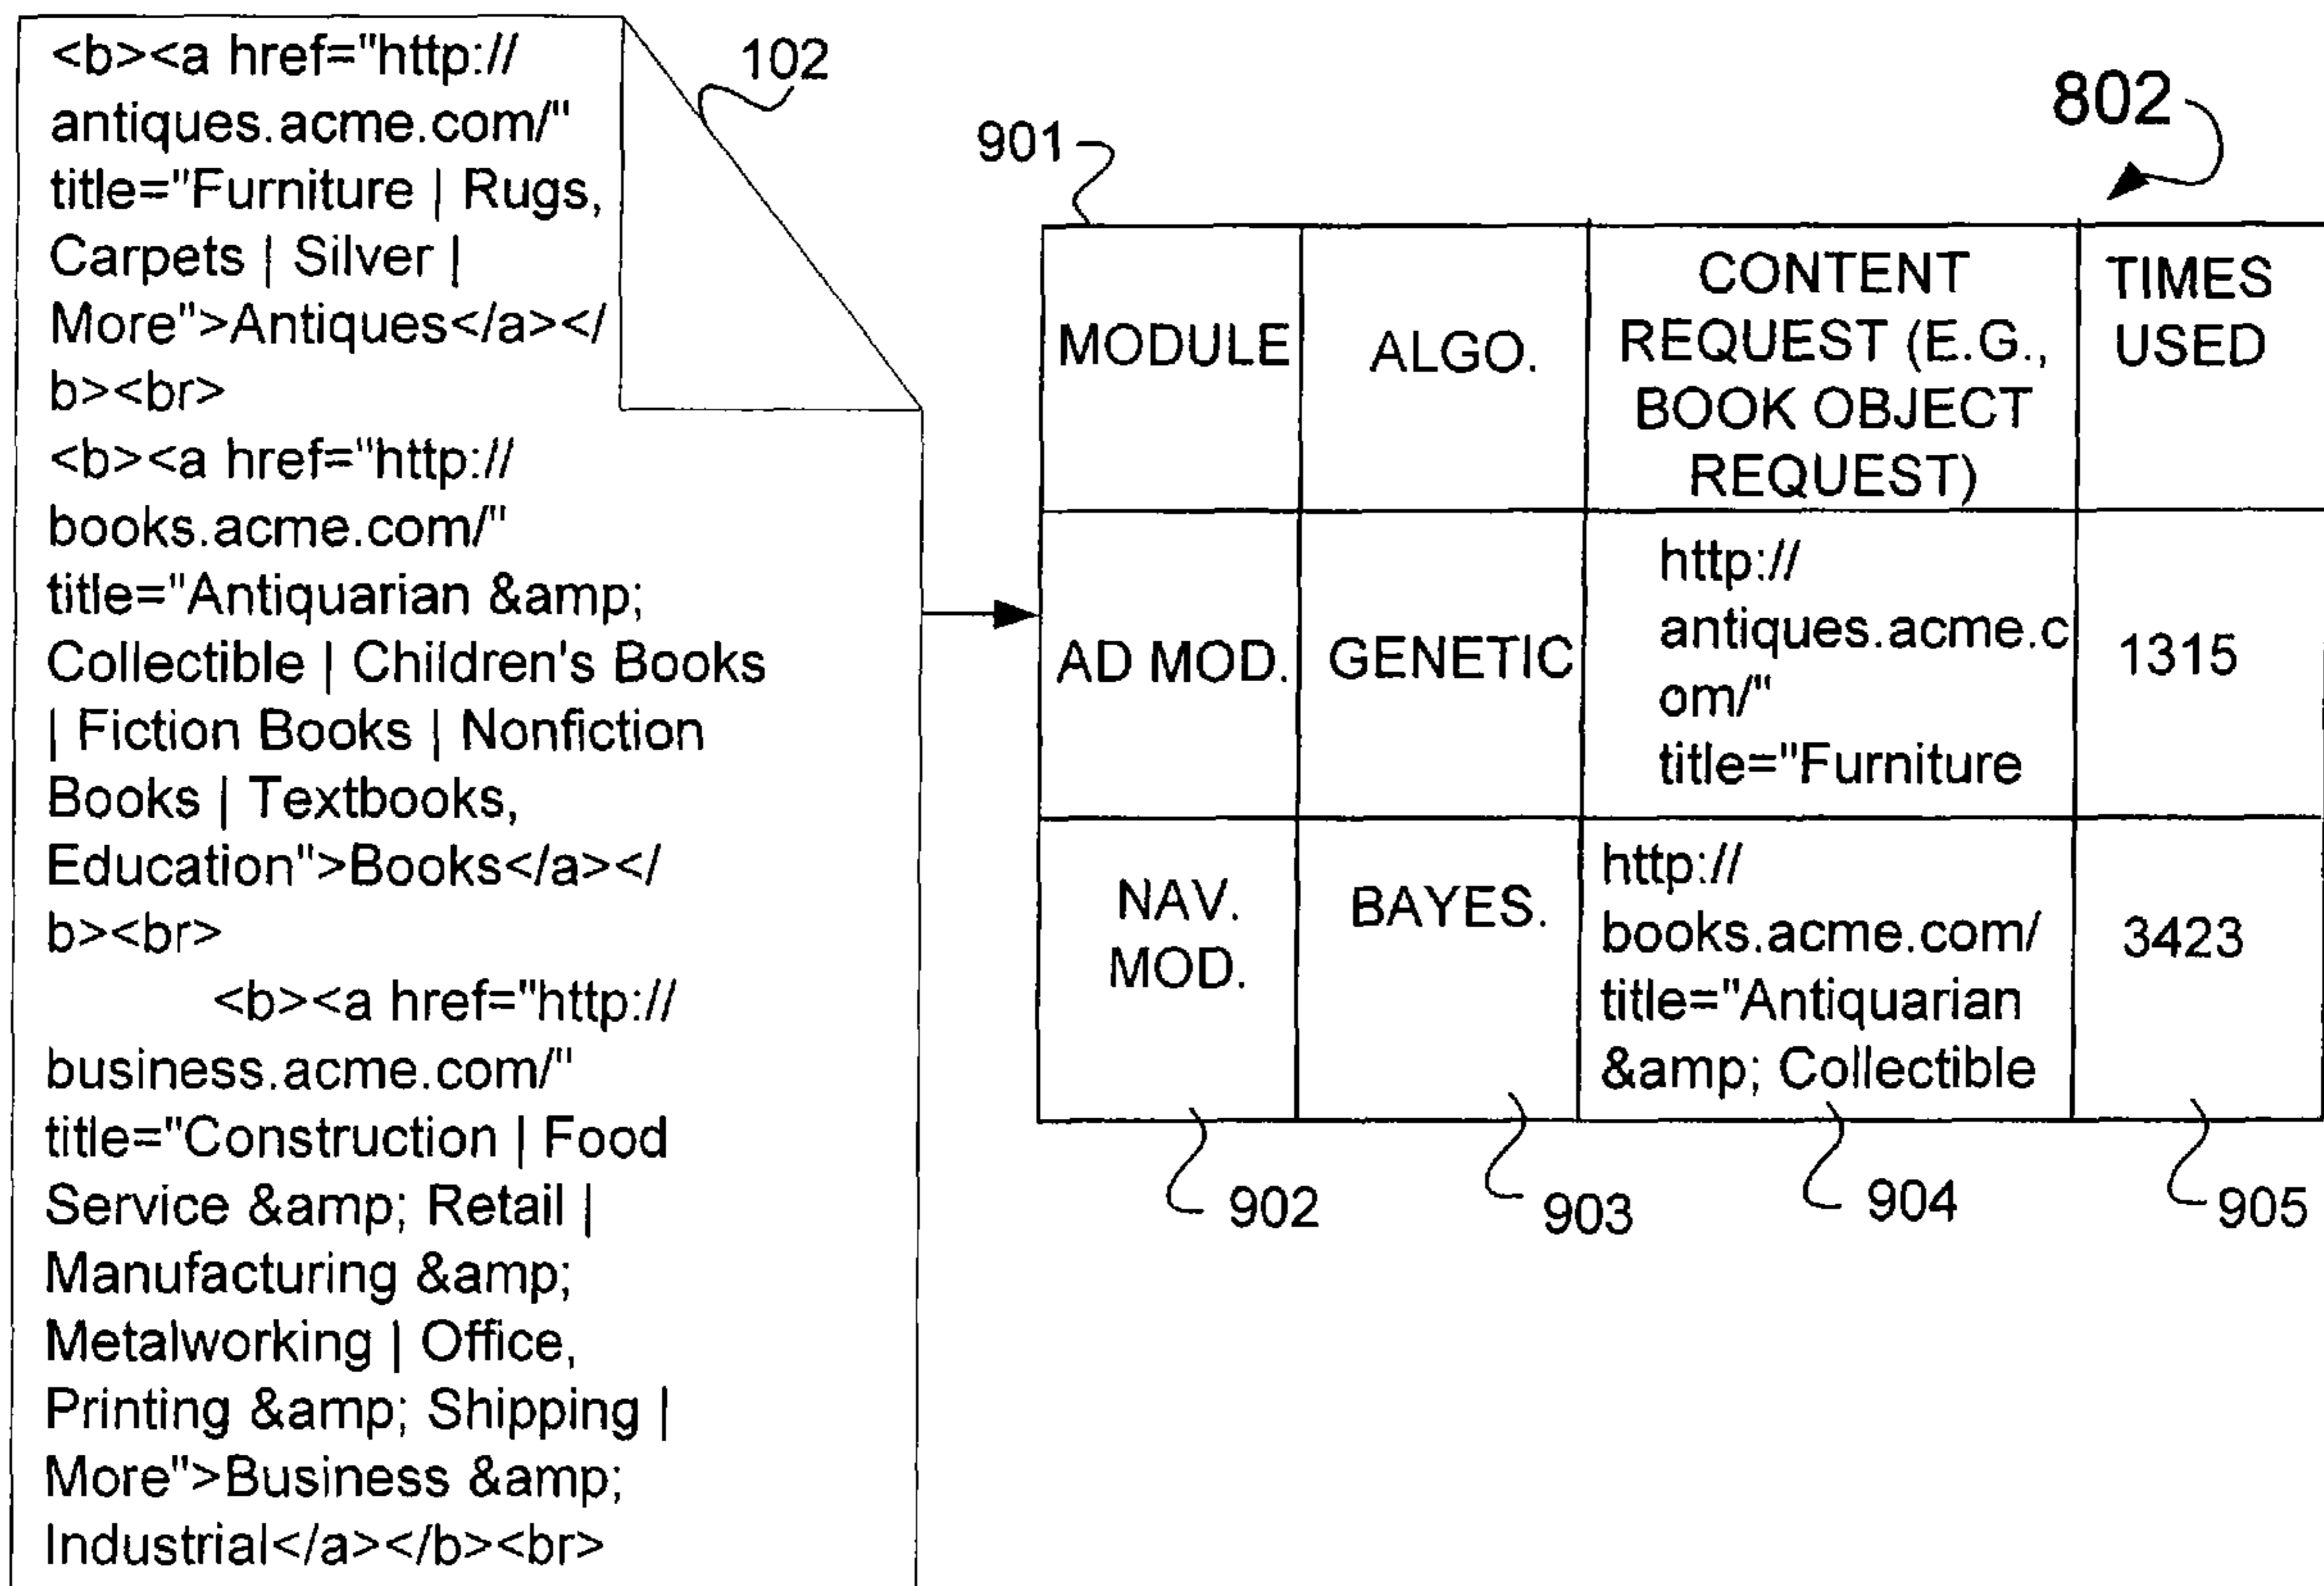 <b><a href="http://
antiques.acme.com/"
title="Furniture | Rugs,
Carpets | Silver |
More">Antiques</a></
b><br>
<b><a href="http://
books.acme.com/"
title="Antiquarian &amp;
Collectible | Children's Books
| Fiction Books | Nonfiction
Books | Textbooks,
Education">Books</a></
b><br>
<b><a href="http://
business.acme.com/"
title="Construction | Food
Service &amp; Retail |
Manufacturing &amp;
Metalworking | Office,
Printing &amp; Shipping |
More">Business &amp;
Industrial</a></b><br>
102
802
901
MODULE
ALGO.
CONTENT
REQUEST (E.G.,
BOOK OBJECT
REQUEST)
TIMES
USED
AD MOD.
GENETIC
http://
antiques.acme.c
om/"
title="Furniture
1315
NAV.
MOD.
BAYES.
http://
books.acme.com/
title="Antiquarian
&amp; Collectible
3423
902
903
904
905